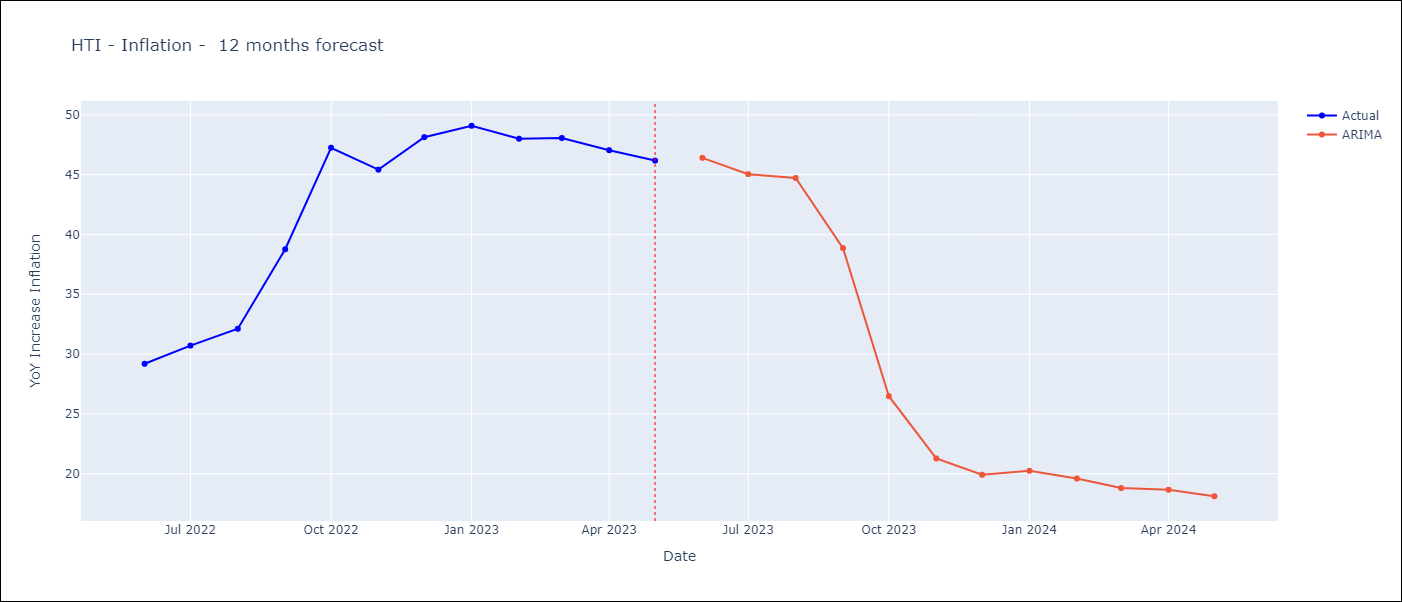 HTI - Inflation -  12 months forecast
Actual
ARIMA
YoY Increase Inflation
50
45
40
35
30
25
20
Jul 2022
Oct 2022
Jan 2023
Apr 2023
Jul 2023
Oct 2023
Jan 2024
Apr 2024
Date